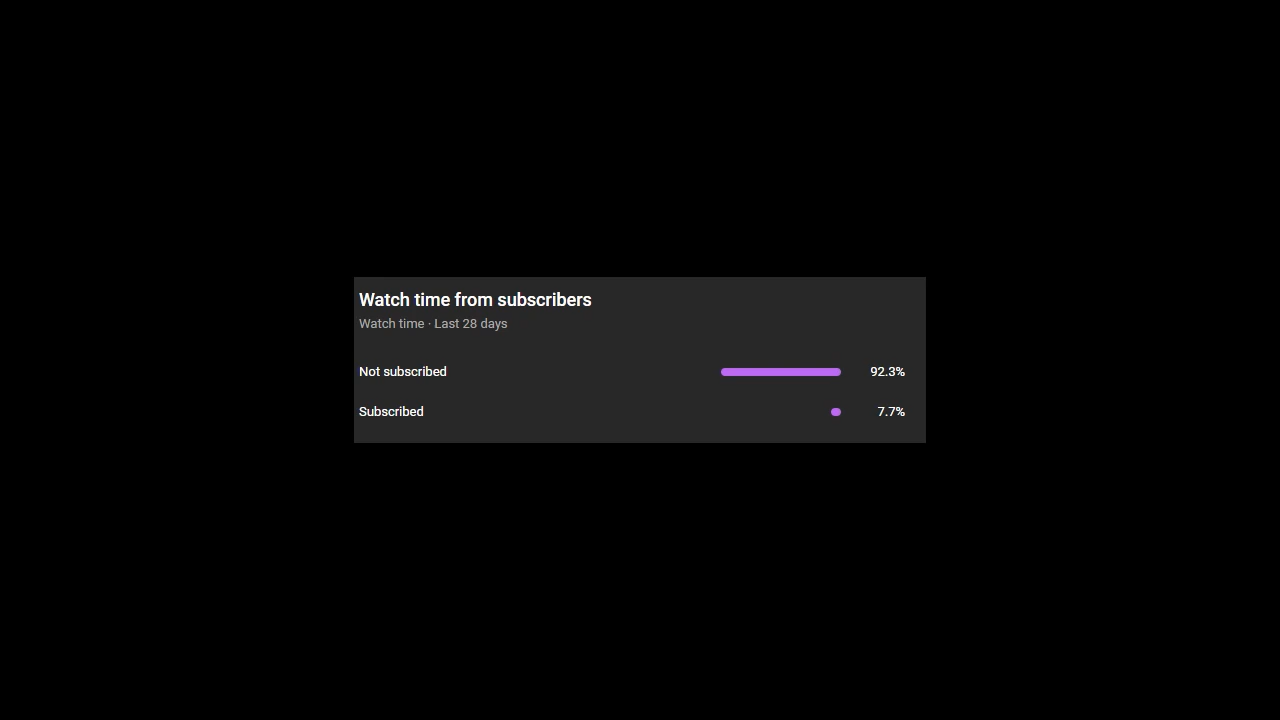 Watch time from subscribers
Watch time · Last 28 days
Not subscribed 92.3%
Subscribed 7.7%